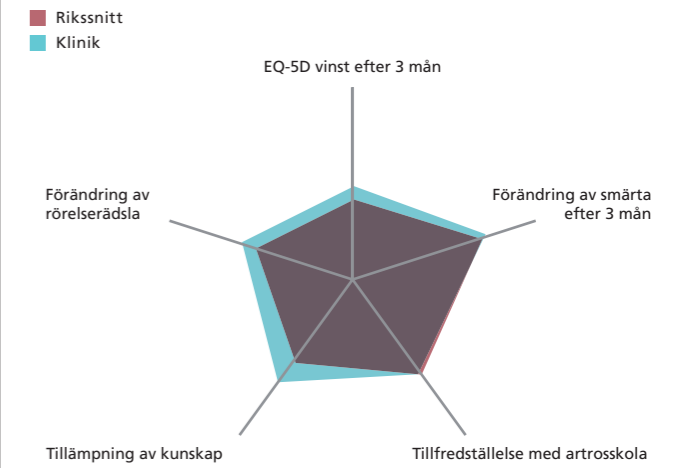 Rikssnitt
Klinik
EQ-5D vinst efter 3 mån
Förändring av
rörelserädsla
Förändring av smärta
efter 3 mån
Tillämpning av kunskap
Tillfredställelse med artrosskola